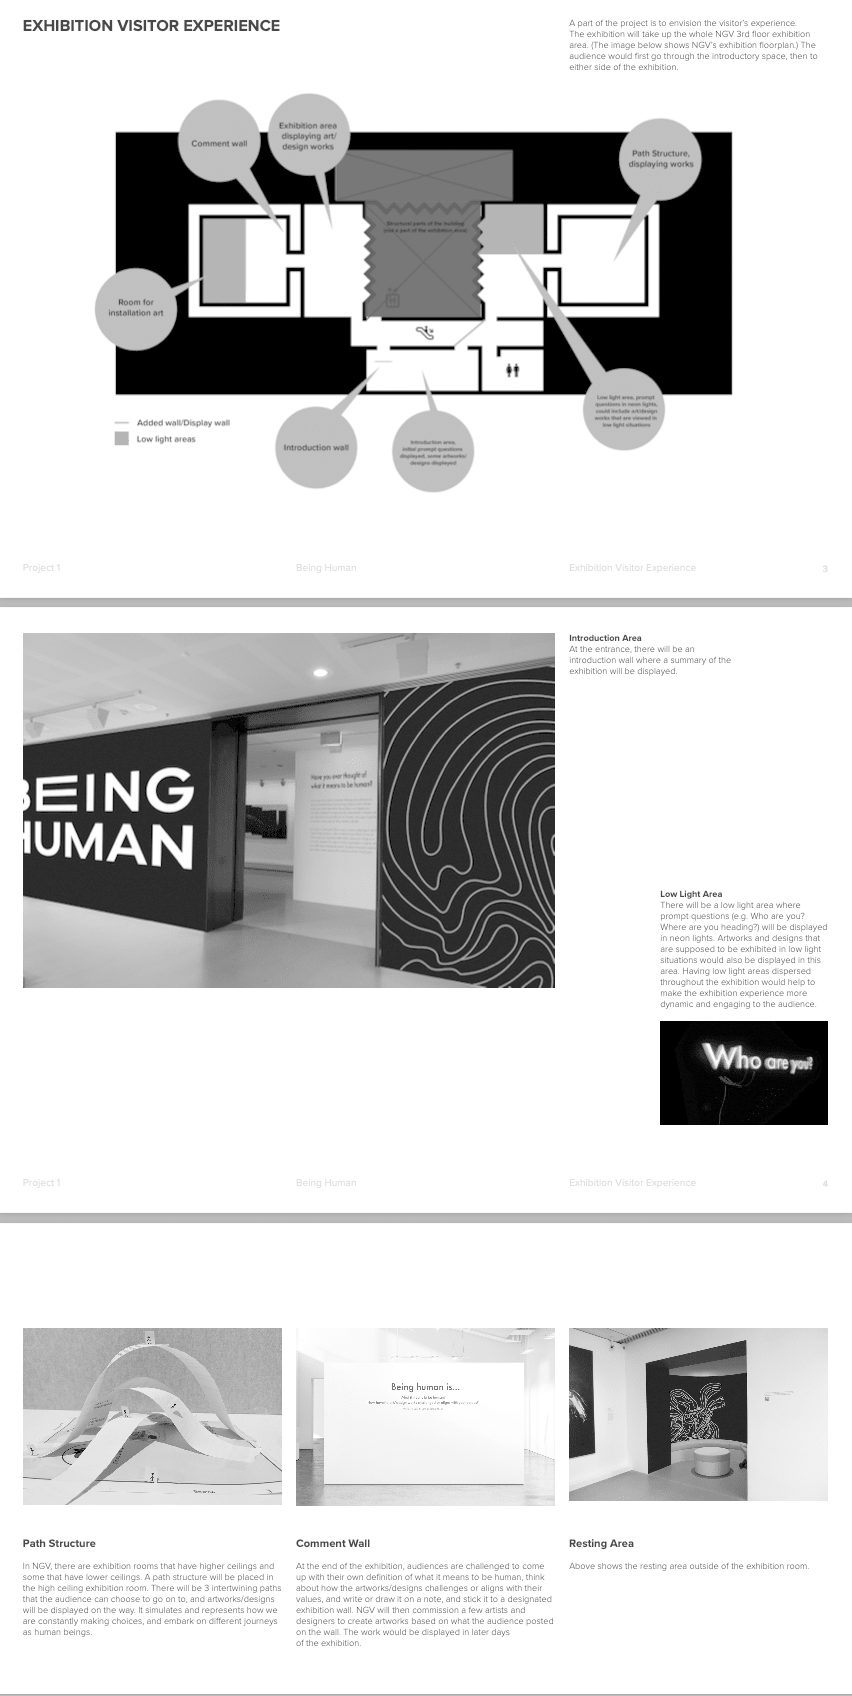 EXHIBITION VISITOR EXPERIENCE
A part of the project is to envision the visitor's experience.
The exhibition will take up the whole NGV 3rd floor exhibition
area. (The image below shows NGV's exhibition floorplan.) The
audience would first go through the introductory space, then to
either side of the exhibition.
Comment wall
Exhibition area
displaying art/
design works
Path Structure,
displaying works
Structural parts of the building
(not a part of the exhibition area)
Room for
installation art
Low light area, prompt
questions in neon lights,
could include art/design
works that are viewed in
low light situations
Added wall/Display wall
Low light areas
Introduction wall
Introduction area,
initial prompt questions
displayed, some artworks/
designs displayed
Project 1
Being Human
Exhibition Visitor Experience
3
BEING
HUMAN
Have you ever thought of
what it means to be human?
Introduction Area
At the entrance, there will be an
introduction wall where a summary of the
exhibition will be displayed.
Low Light Area
There will be a low light area where
prompt questions (e.g. Who are you?
Where are you heading?) will be displayed
in neon lights. Artworks and designs that
are supposed to be exhibited in low light
situations would also be displayed in this
area. Having low light areas dispersed
throughout the exhibition would help to
make the exhibition experience more
dynamic and engaging to the audience.
Who are you?
Project 1
Being Human
Exhibition Visitor Experience
4
Being human is...
Path Structure
In NGV, there are exhibition rooms that have higher ceilings and
some that have lower ceilings. A path structure will be placed in
the high ceiling exhibition room. There will be 3 intertwining paths
that the audience can choose to go on to, and artworks/designs
will be displayed on the way. It simulates and represents how we
are constantly making choices, and embark on different journeys
as human beings.
Comment Wall
At the end of the exhibition, audiences are challenged to come
up with their own definition of what it means to be human, think
about how the artworks/designs challenges or aligns with their
values, and write or draw it on a note, and stick it to a designated
exhibition wall. NGV will then commission a few artists and
designers to create artworks based on what the audience posted
on the wall. The work would be displayed in later days
of the exhibition.
Resting Area
Above shows the resting area outside of the exhibition room.